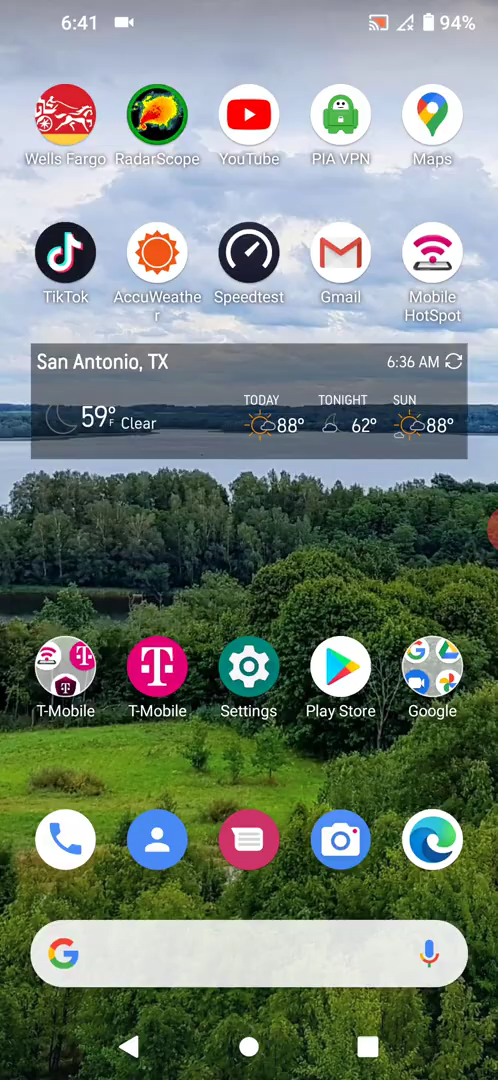 6:41 94%
Wells Fargo RadarScope YouTube PIA VPN Maps
TikTok AccuWeathe Speedtest Gmail Mobile
r HotSpot
San Antonio, TX 6:36 AM
TODAY TONIGHT SUN
59°F Clear 88° 62° 88°
T-Mobile T-Mobile Settings Play Store Google